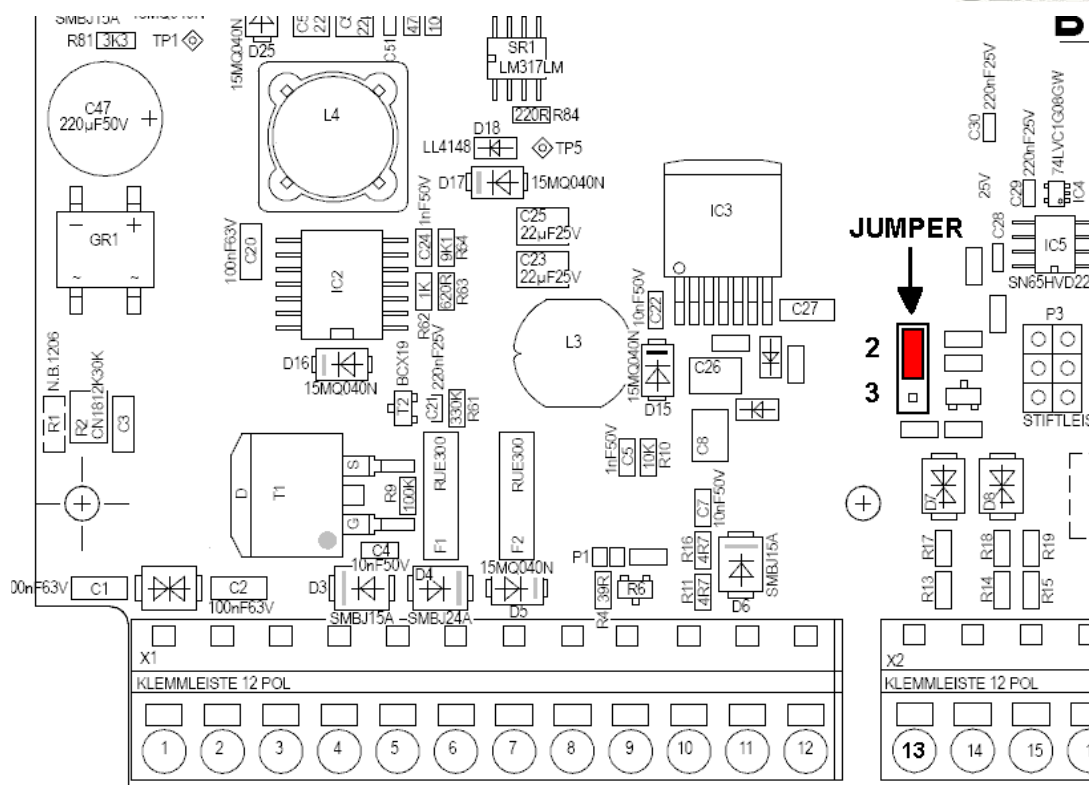 SMBJ15A
R81 3K3 TP1
15MQ040N
D25
C51
SR1
LM317LM
C47
220µF50V
+
L4
220R R84
D18
LL4148
TP5
D17
15MQ040N
C30
220nF25V
C29
220nF25V
74LVC1G08GW
IC4
25V
C28
IC5
SN65HVD22
GR1
- +
~ ~
100nF63V
C20
IC2
C24
1nF50V
9K1
R64
C25
22µF25V
C23
22µF25V
1K
R62
620R
R63
IC3
JUMPER
2
3
P3
STIFTLEIS
10nF50V
C22
C27
L3
15MQ040N
D15
C26
C8
D16
15MQ040N
BCX19
T2
220nF25V
C21
330K
R61
N.B.1206
R1
R2
CN1812K30K
C3
D
T1
S
G
R9
100K
RUE300
F1
RUE300
F2
1nF50V
C5
10K
R10
C7
10nF50V
D7
D8
C4
10nF50V
15MQ040N
P1
R16
4R7
R11
4R7
SMBJ15A
D6
R17
R18
R19
R13
R14
R15
00nF63V
C1
C2
100nF63V
D3
D4
D5
SMBJ15A
SMBJ24A
39R
R4
R6
X1
KLEMMLEISTE 12 POL
1 2 3 4 5 6 7 8 9 10 11 12
X2
KLEMMLEISTE 12 POL
13 14 15